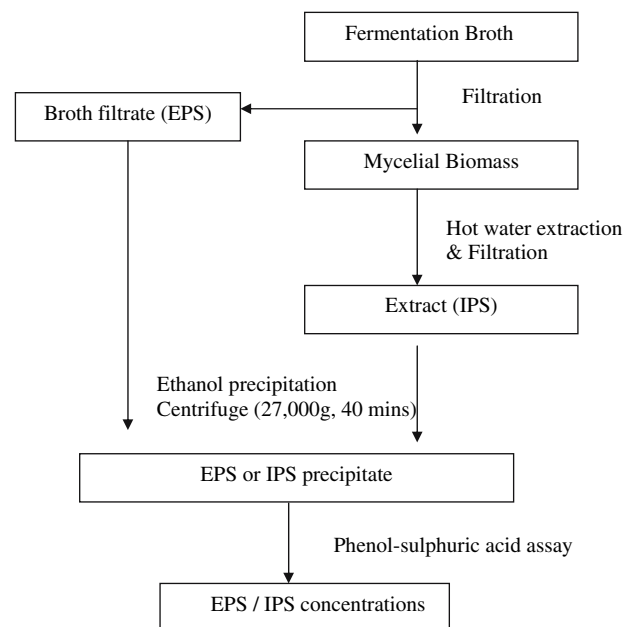 Fermentation Broth
Filtration
Broth filtrate (EPS)
Mycelial Biomass
Hot water extraction
& Filtration
Extract (IPS)
Ethanol precipitation
Centrifuge (27,000g, 40 mins)
EPS or IPS precipitate
Phenol-sulphuric acid assay
EPS / IPS concentrations